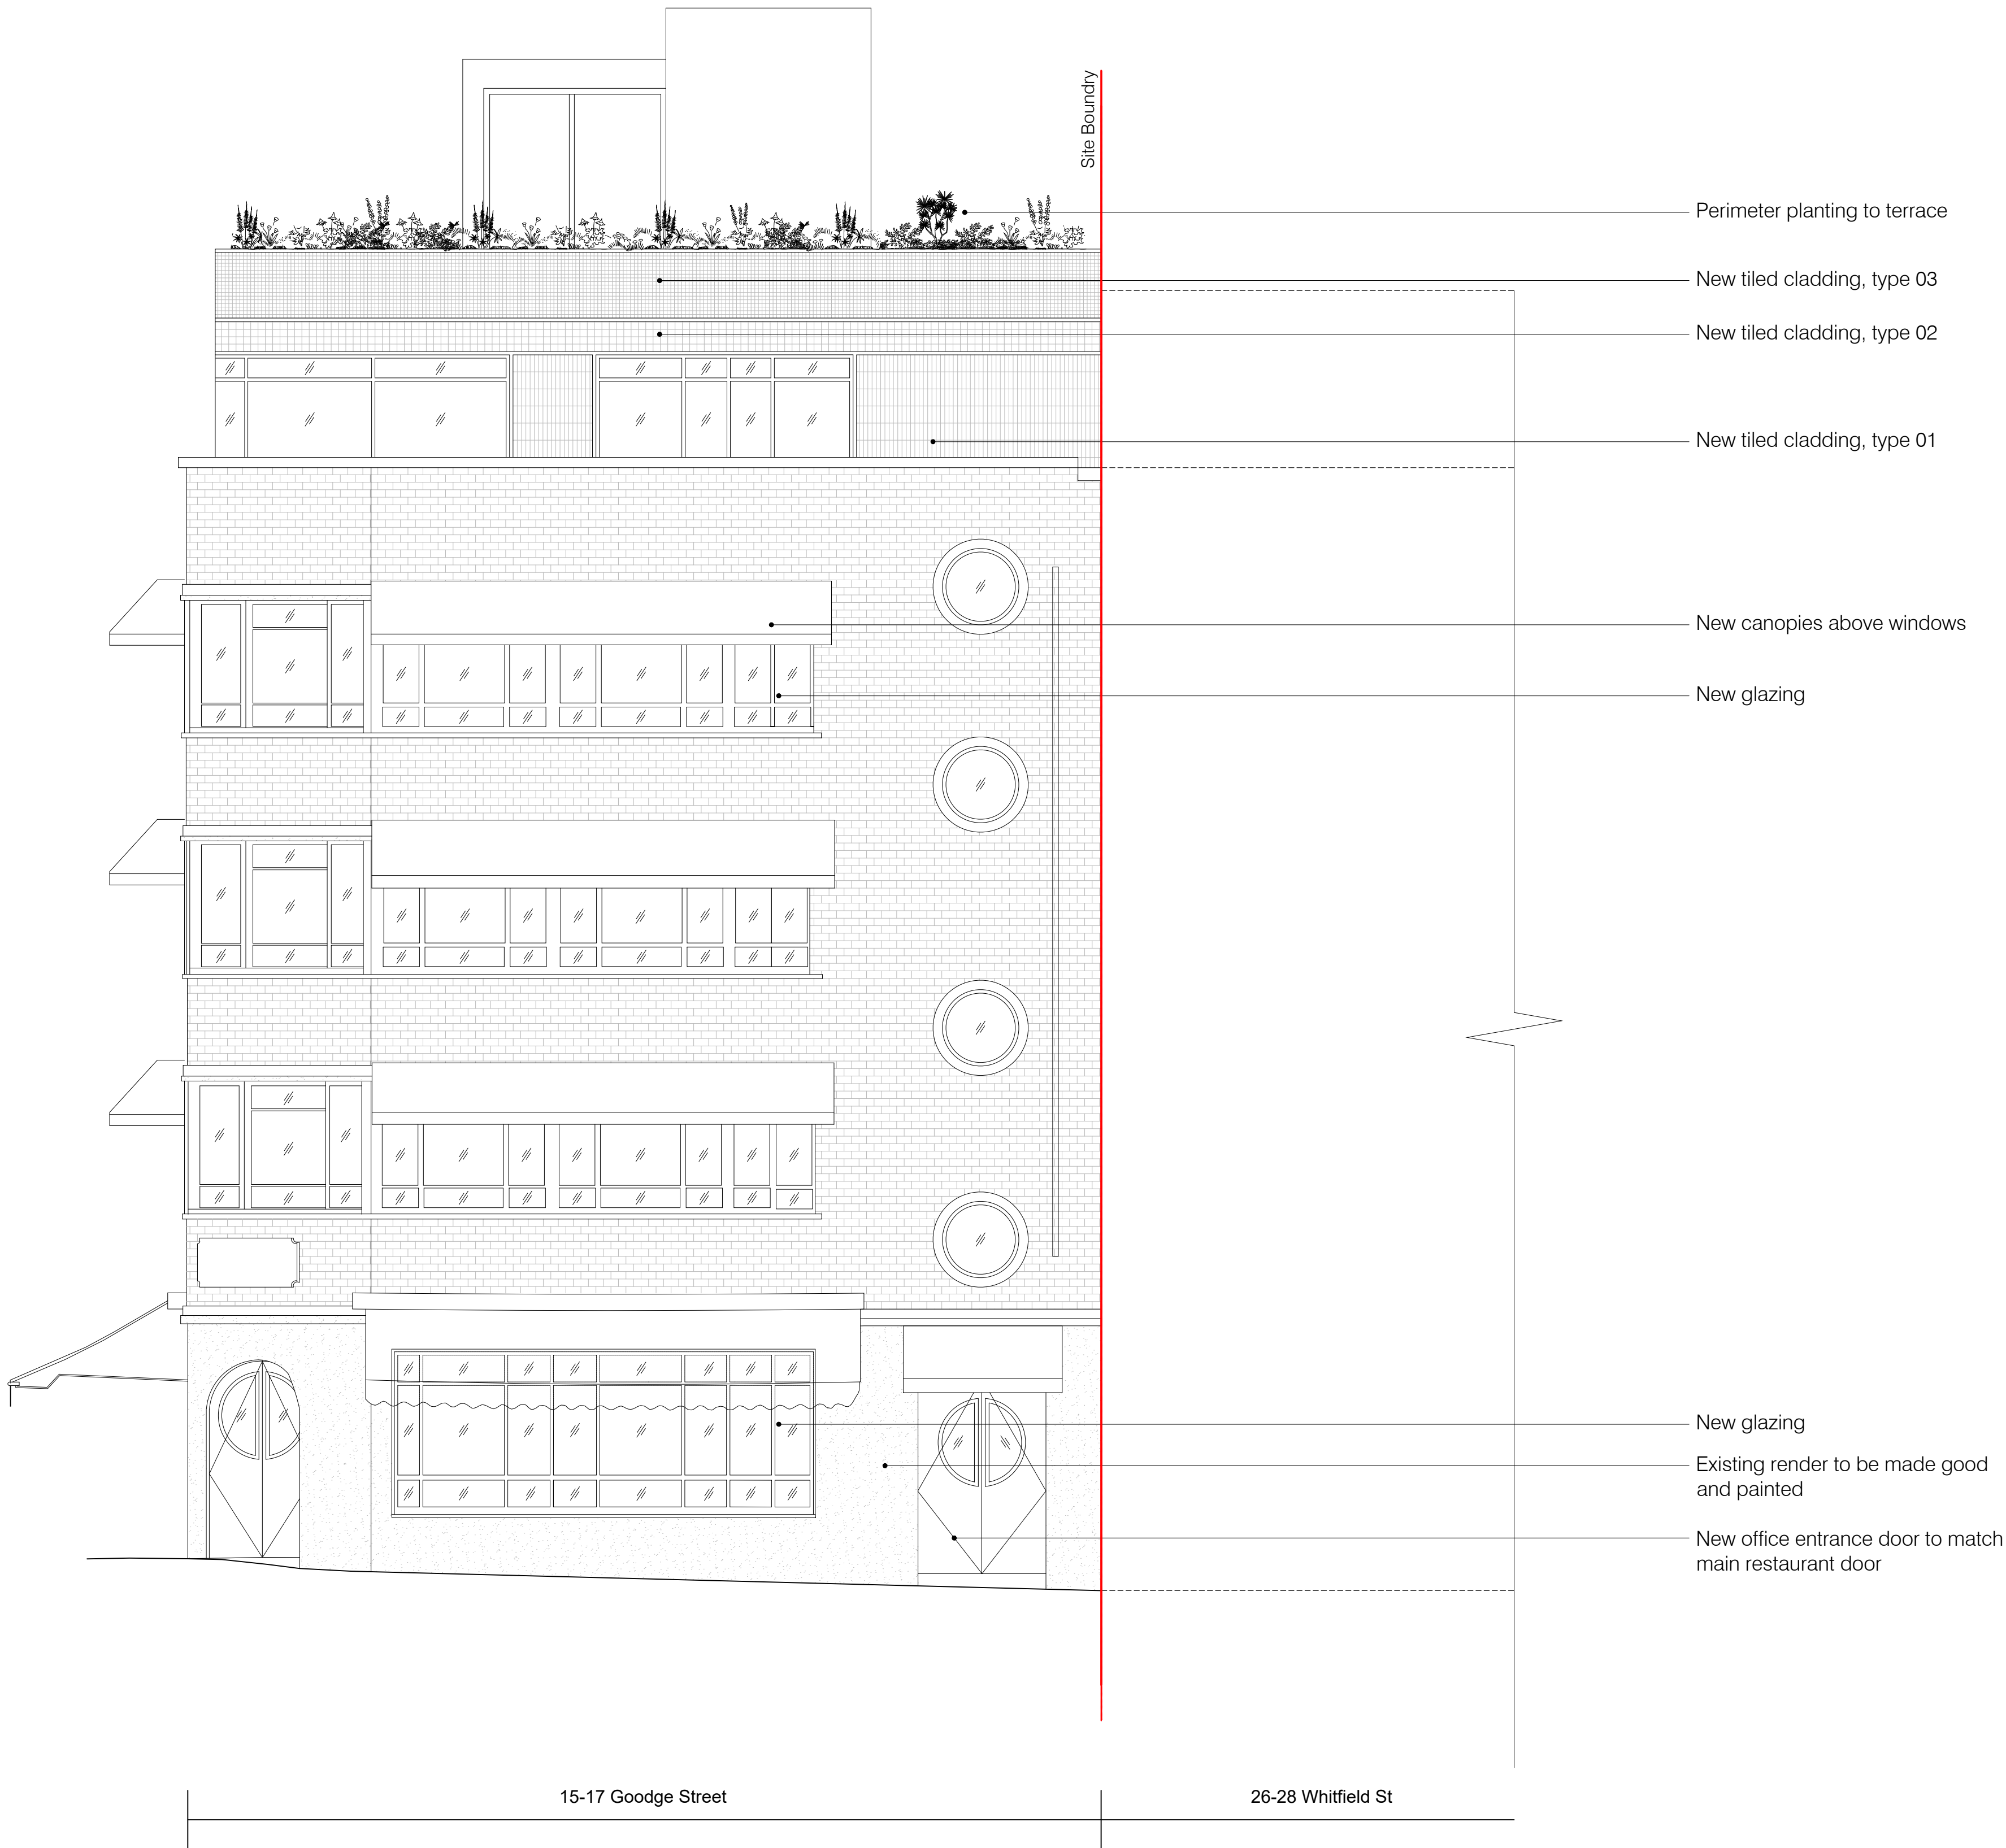 Site Boundry
Perimeter planting to terrace
New tiled cladding, type 03
New tiled cladding, type 02
New tiled cladding, type 01
New canopies above windows
New glazing
New glazing
Existing render to be made good
and painted
New office entrance door to match
main restaurant door
15-17 Goodge Street
26-28 Whitfield St